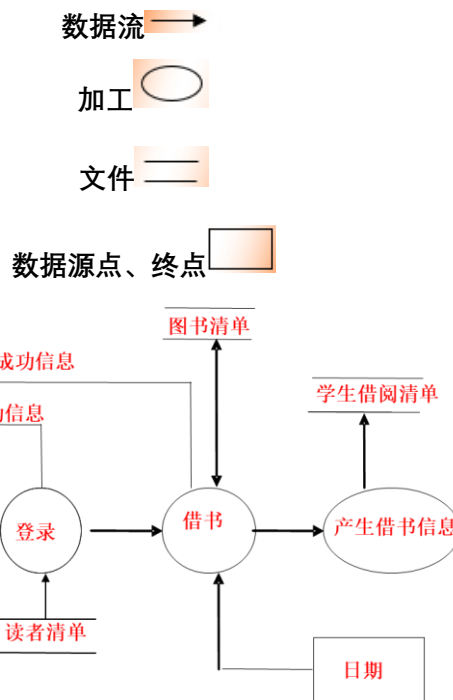 数据流
加工
文件
数据源点、终点
图书清单
成功信息
学生借阅清单
功信息
登录
借书
产生借书信息
读者清单
日期